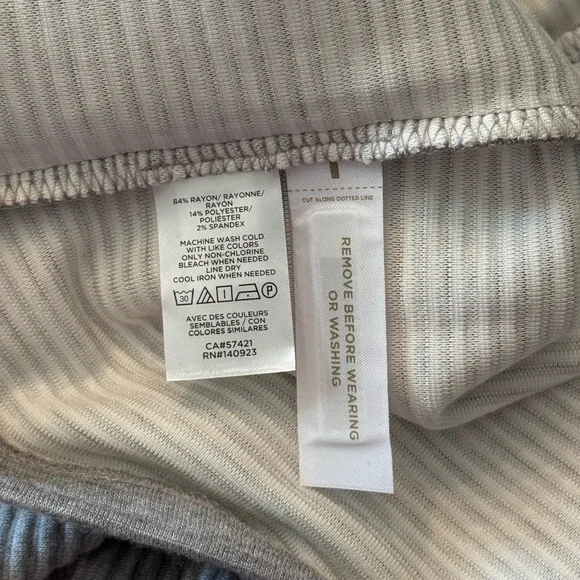 84% RAYON/ RAYONNE/
RAYÓN
14% POLYESTER/
POLIÉSTER
2% SPANDEX
MACHINE WASH COLD
WITH LIKE COLORS
ONLY NON-CHLORINE
BLEACH WHEN NEEDED
LINE DRY
COOL IRON WHEN NEEDED
30 P
AVEC DES COULEURS
SEMBLABLES / CON
COLORES SIMILARES
CA#57421
RN#140923
CUT ALONG DOTTED LINE
REMOVE BEFORE WEARING
OR WASHING